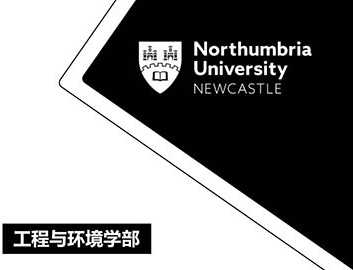 Northumbria
University
NEWCASTLE
工程与环境学部